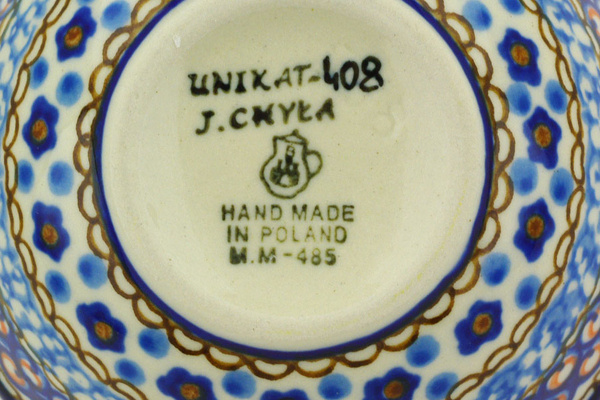 UNIKAT-408
J. CHYŁA
HAND MADE
IN POLAND
M.M-485